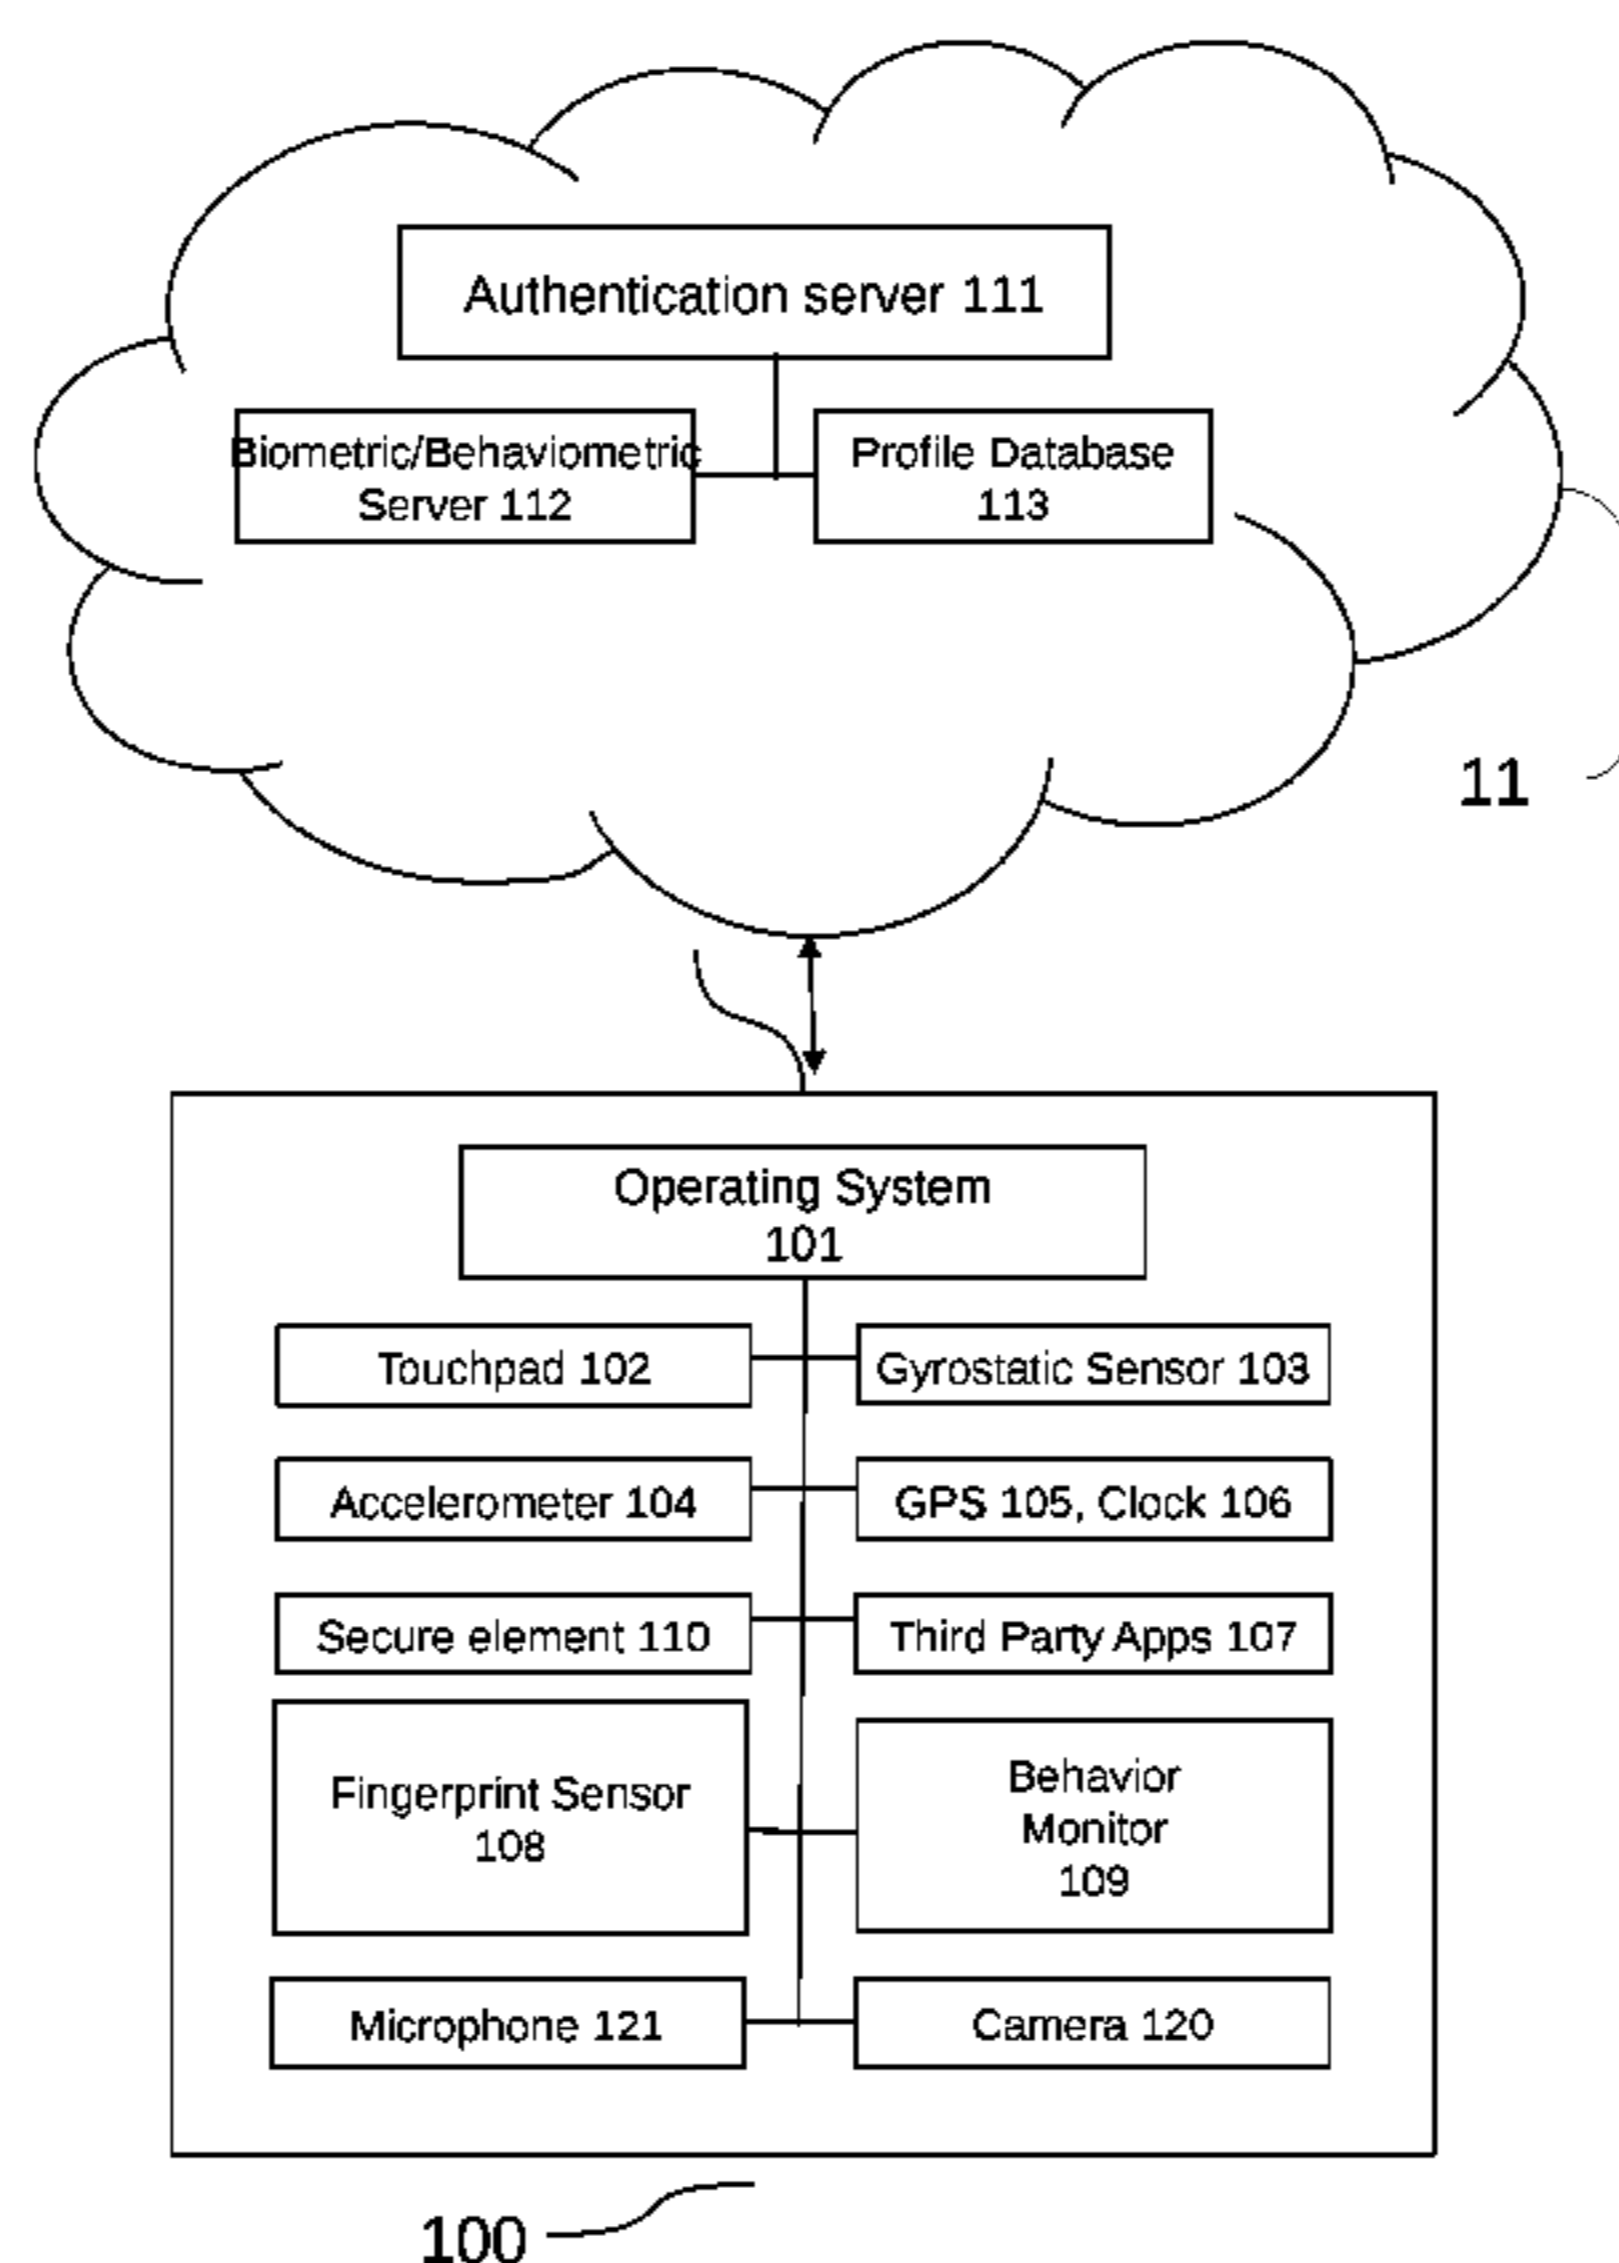 Authentication server 111
Biometric/Behaviometric
Server 112
Profile Database
113
11
Operating System
101
Touchpad 102
Gyrostatic Sensor 103
Accelerometer 104
GPS 105, Clock 106
Secure element 110
Third Party Apps 107
Fingerprint Sensor
108
Behavior
Monitor
109
Microphone 121
Camera 120
100